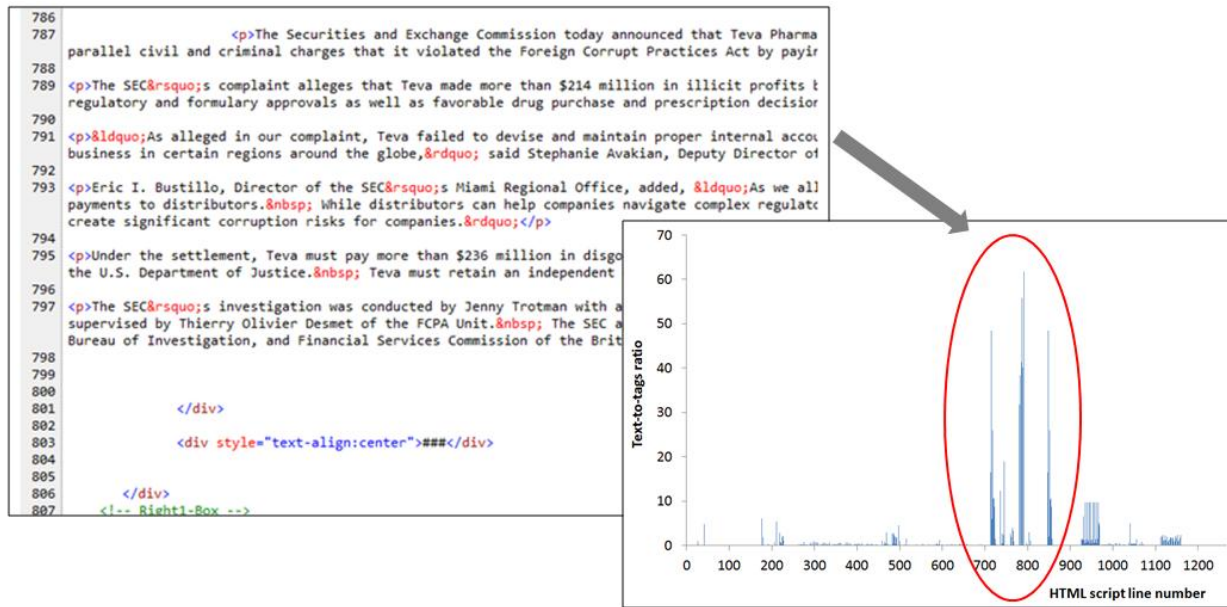 786
787 <p>The Securities and Exchange Commission today announced that Teva Pharma
parallel civil and criminal charges that it violated the Foreign Corrupt Practices Act by payin
788
789 <p>The SEC&rsquo;s complaint alleges that Teva made more than $214 million in illicit profits b
regulatory and formulary approvals as well as favorable drug purchase and prescription decision
790
791 <p>&ldquo;As alleged in our complaint, Teva failed to devise and maintain proper internal accou
business in certain regions around the globe,&rdquo; said Stephanie Avakian, Deputy Director of
792
793 <p>Eric I. Bustillo, Director of the SEC&rsquo;s Miami Regional Office, added, &ldquo;As we all
payments to distributors.&nbsp; While distributors can help companies navigate complex regulato
create significant corruption risks for companies.&rdquo;</p>
794
795 <p>Under the settlement, Teva must pay more than $236 million in disgo
the U.S. Department of Justice.&nbsp; Teva must retain an independent
796
797 <p>The SEC&rsquo;s investigation was conducted by Jenny Trotman with a
supervised by Thierry Olivier Desmet of the FCPA Unit.&nbsp; The SEC a
Bureau of Investigation, and Financial Services Commission of the Brit
798
799
800
801 </div>
802
803 <div style="text-align:center">###</div>
804
805
806 </div>
807 <!-- Right1-Box -->
70
60
50
40
30
20
10
0
Text-to-tags ratio
0 100 200 300 400 500 600 700 800 900 1000 1100 1200
HTML script line number